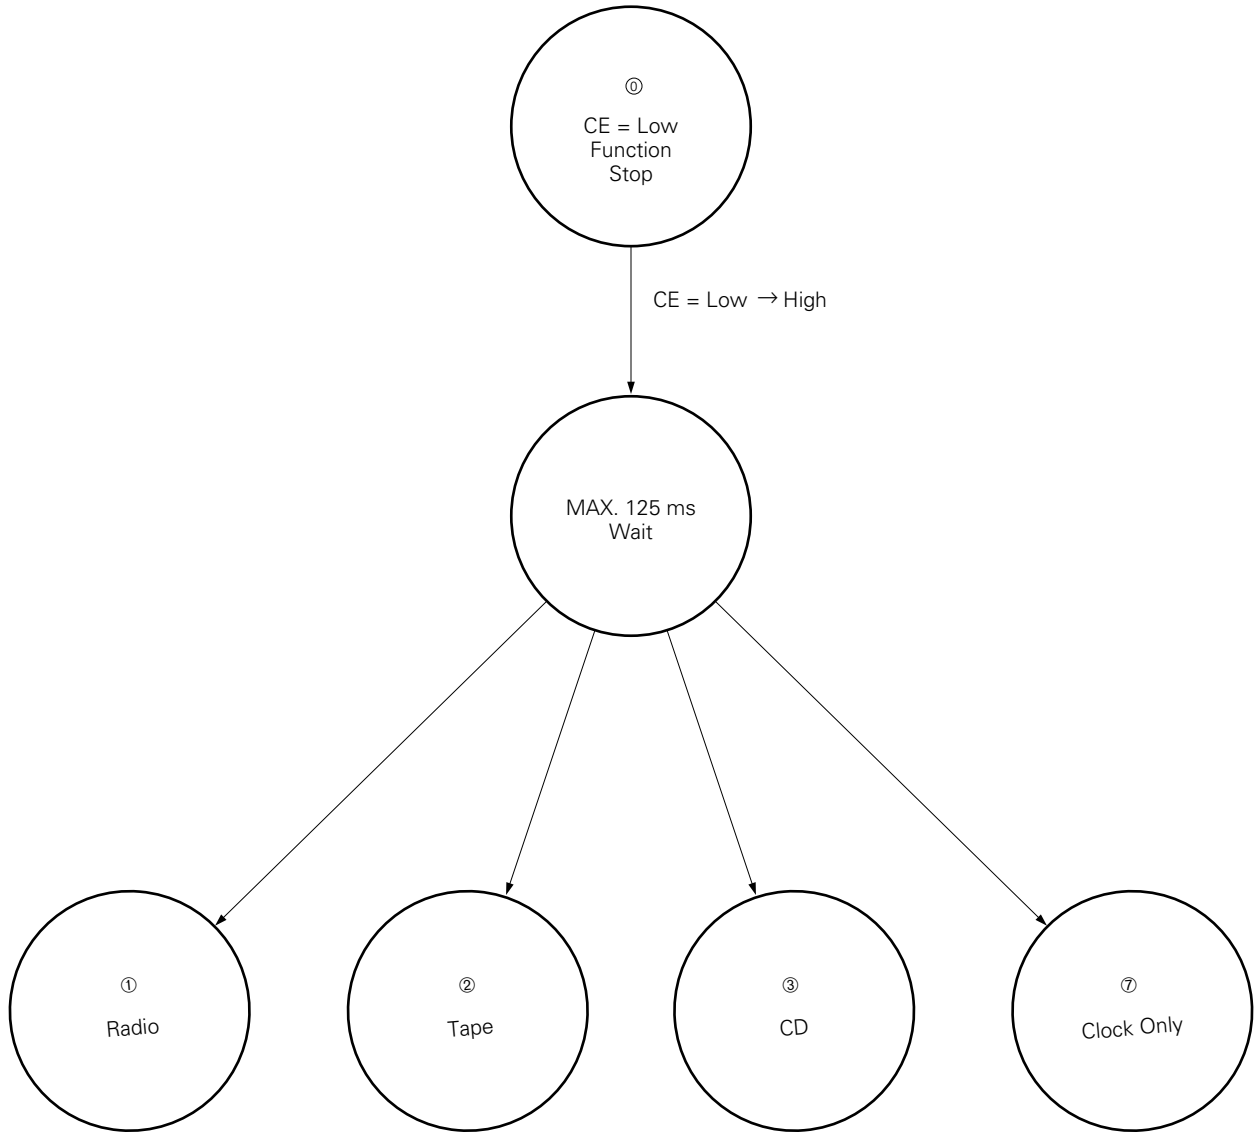 ⓪
CE = Low
Function
Stop
CE = Low → High
MAX. 125 ms
Wait
①
Radio
②
Tape
③
CD
⑦
Clock Only